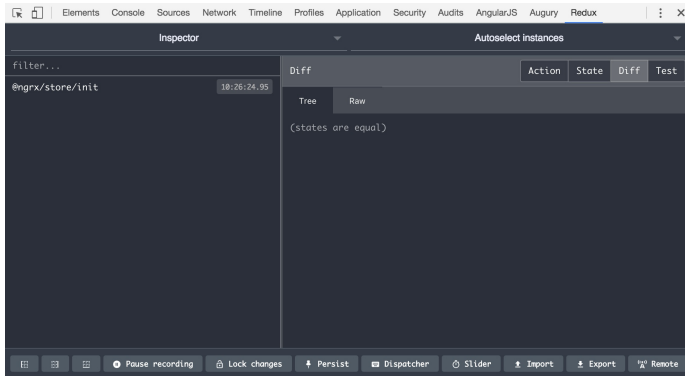 Elements Console Sources Network Timeline Profiles Application Security Audits AngularJS Augury Redux
Inspector Autoselect instances
filter...
Diff Action State Diff Test
@ngrx/store/init 10:26:24.95
Tree Raw
(states are equal)
Pause recording Lock changes Persist Dispatcher Slider Import Export Remote